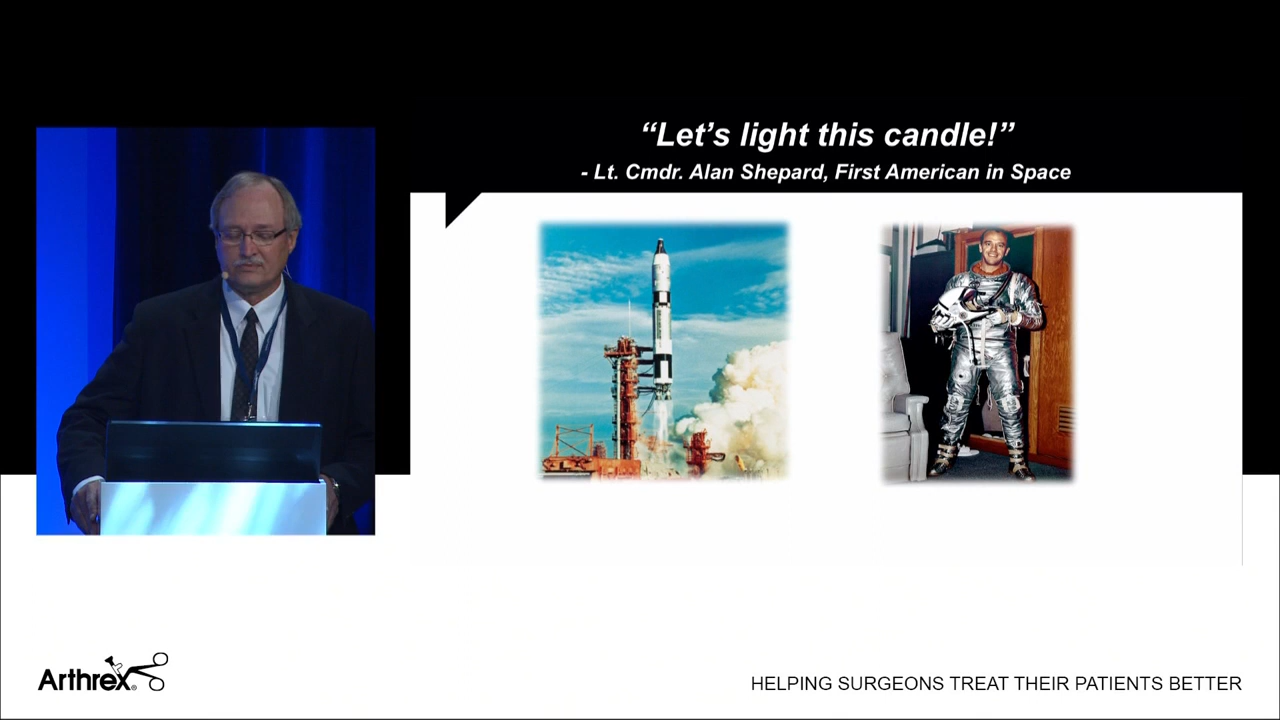 “Let’s light this candle!”
- Lt. Cmdr. Alan Shepard, First American in Space
Arthrex®
HELPING SURGEONS TREAT THEIR PATIENTS BETTER